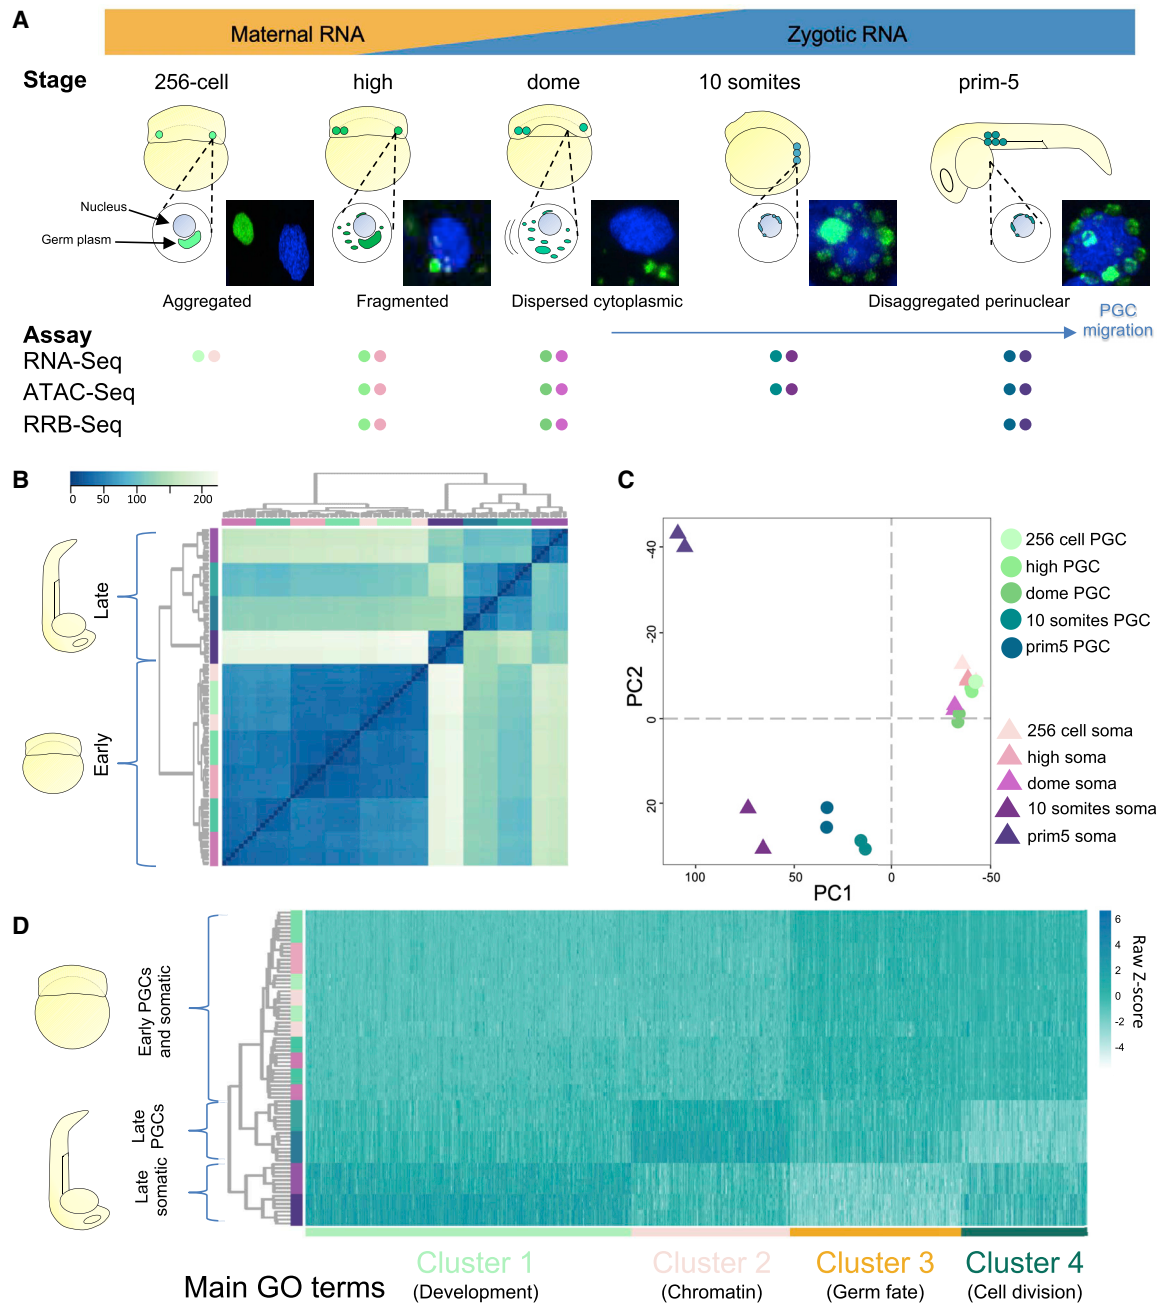 A
Maternal RNA
Zygotic RNA
Stage
256-cell
high
dome
10 somites
prim-5
Nucleus
Germ plasm
Aggregated
Fragmented
Dispersed cytoplasmic
Disaggregated perinuclear
PGC
migration
Assay
RNA-Seq
ATAC-Seq
RRB-Seq
B
0 50 100 200
Late
Early
C
-40
-20
0
20
PC2
100 50 0 -50
PC1
256 cell PGC
high PGC
dome PGC
10 somites PGC
prim5 PGC
256 cell soma
high soma
dome soma
10 somites soma
prim5 soma
D
Early PGCs
and somatic
Late
PGCs
Late
somatic
6
4
2
0
-2
-4
Raw Z-score
Main GO terms
Cluster 1
(Development)
Cluster 2
(Chromatin)
Cluster 3
(Germ fate)
Cluster 4
(Cell division)